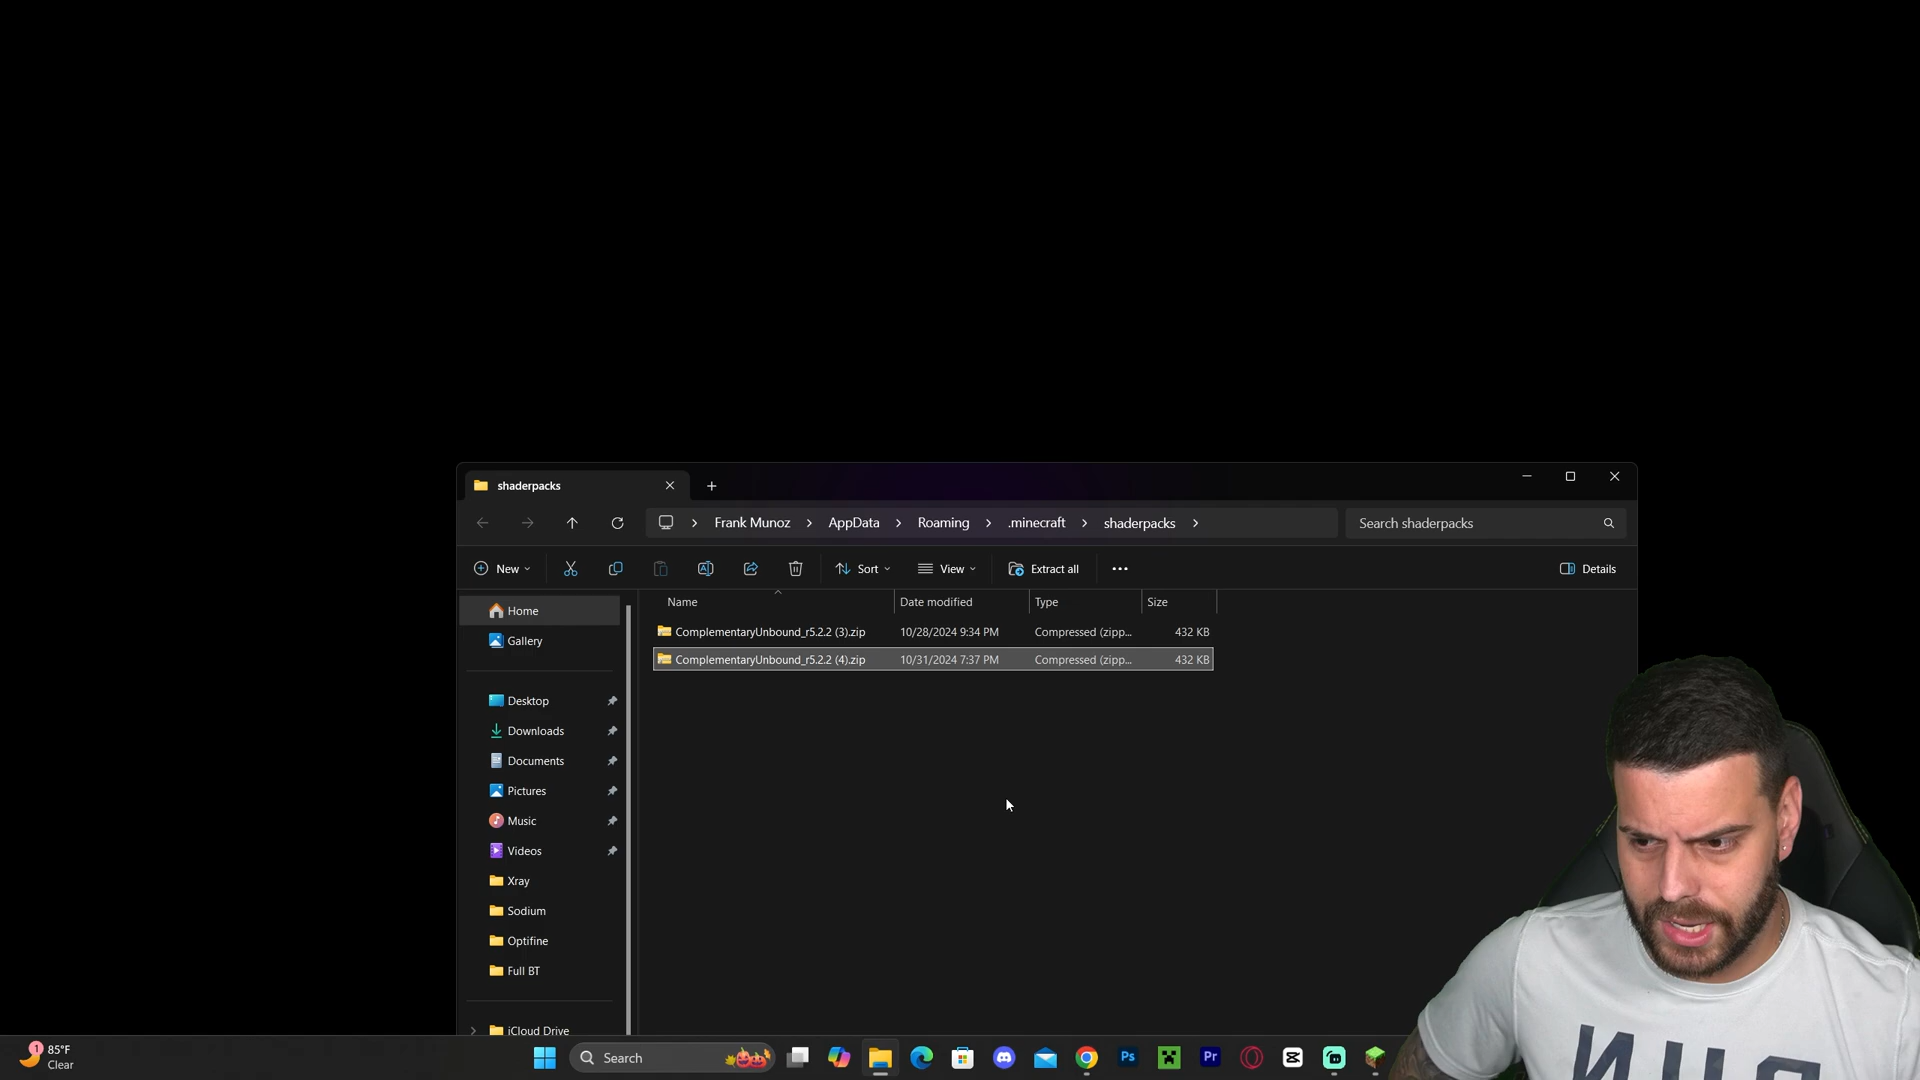 shaderpacks
Frank Munoz > AppData > Roaming > .minecraft > shaderpacks >
Search shaderpacks
New
Sort
View
Extract all
Details
Name
Date modified
Type
Size
ComplementaryUnbound_r5.2.2 (3).zip
10/28/2024 9:34 PM
Compressed (zipp...
432 KB
ComplementaryUnbound_r5.2.2 (4).zip
10/31/2024 7:37 PM
Compressed (zipp...
432 KB
Home
Gallery
Desktop
Downloads
Documents
Pictures
Music
Videos
Xray
Sodium
Optifine
Full BT
iCloud Drive
1
85°F
Clear
Search
Ps
Pr